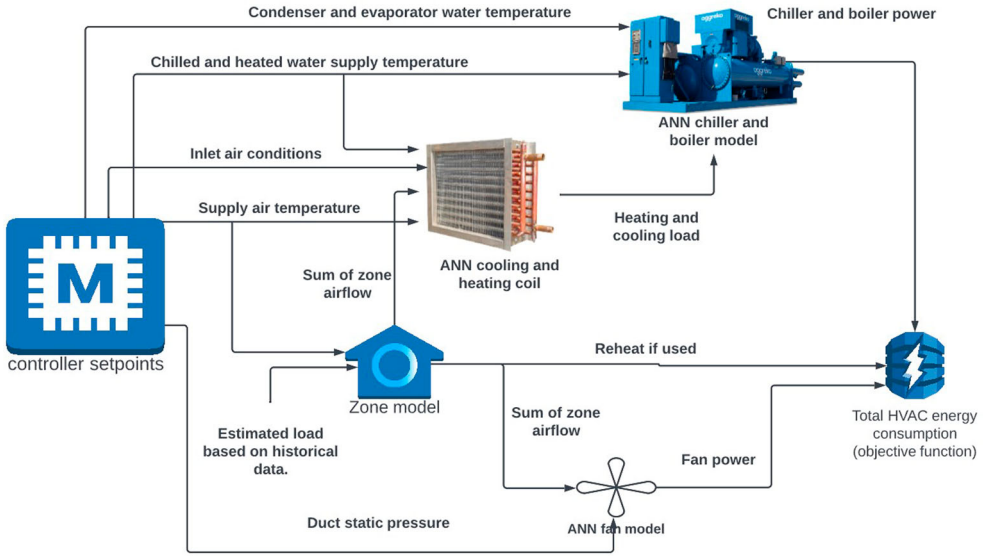 Condenser and evaporator water temperature
Chiller and boiler power
aggreko
aggreko
Chilled and heated water supply temperature
ANN chiller and
boiler model
Inlet air conditions
Supply air temperature
Heating and
cooling load
ANN cooling and
heating coil
Sum of zone
airflow
M
controller setpoints
Reheat if used
Zone model
Sum of zone
airflow
Total HVAC energy
consumption
(objective function)
Estimated load
based on historical
data.
Fan power
Duct static pressure
ANN fan model